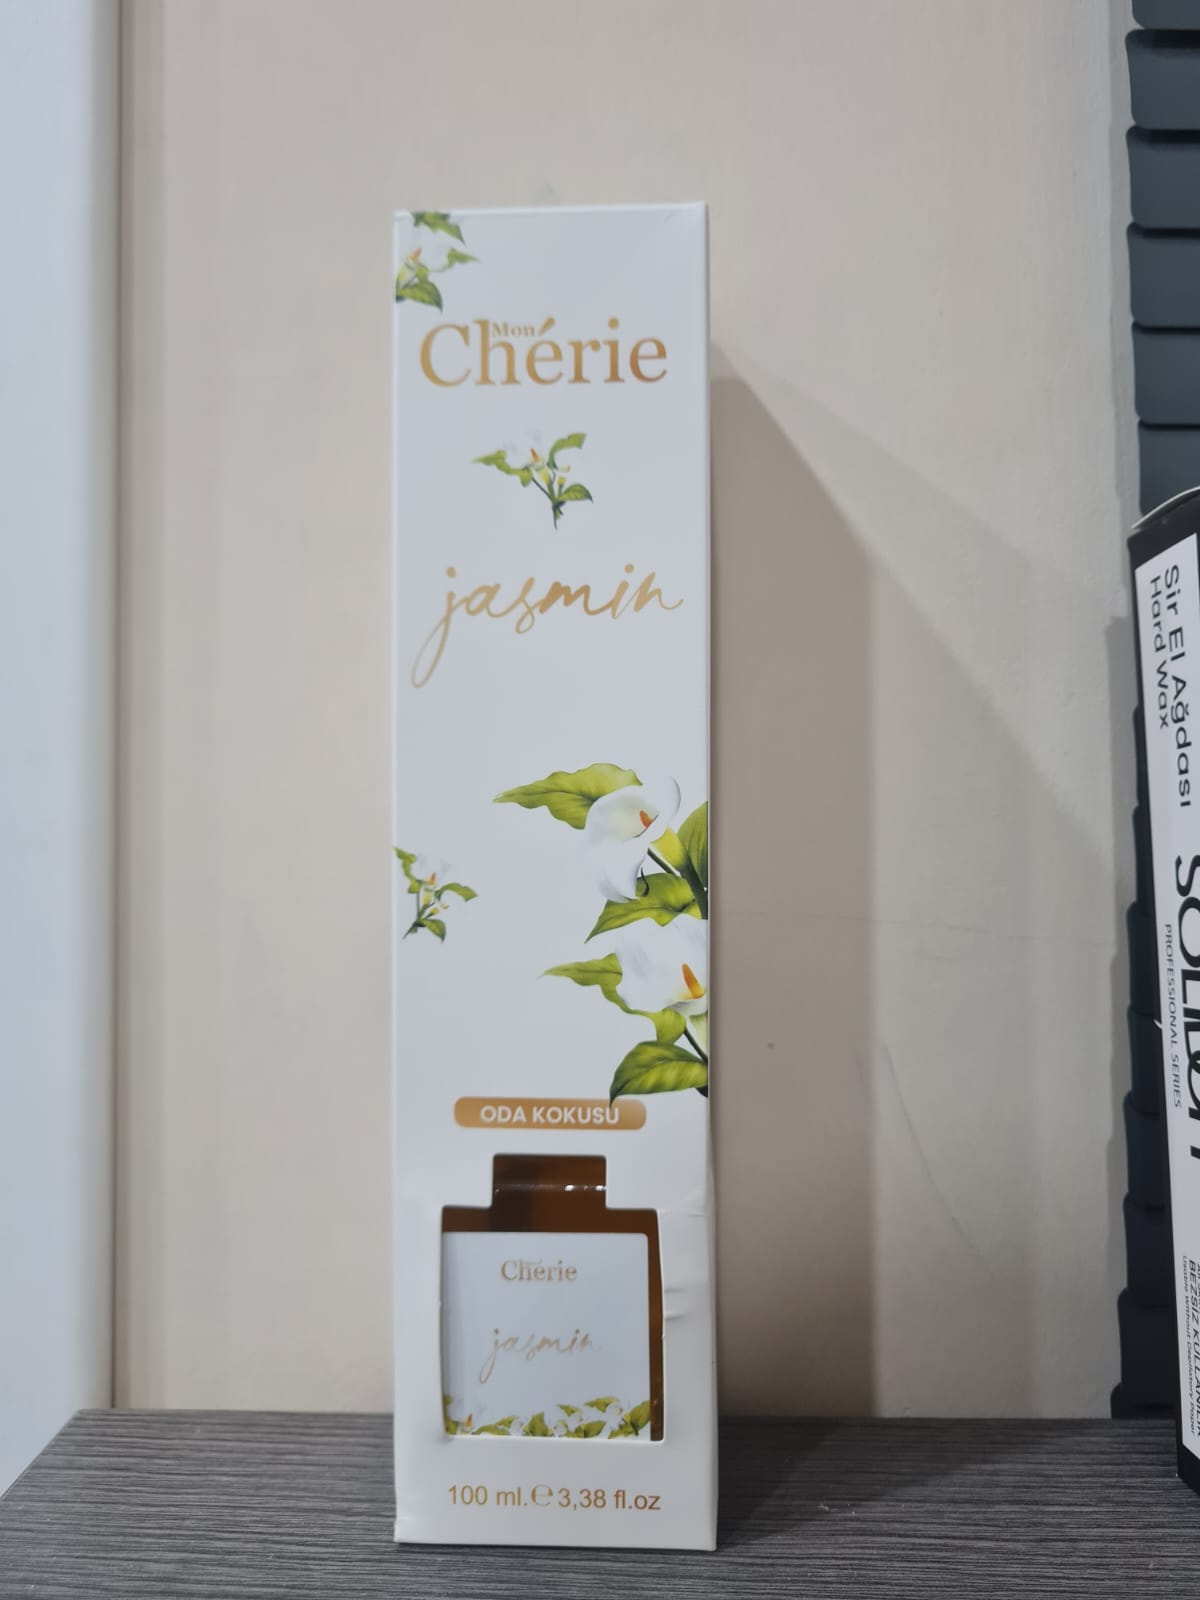 Mon
Chérie
jasmin
ODA KOKUSU
Chérie
jasmin
100 ml.℮ 3,38 fl.oz
Sir El Ağdası
Hard Wax
PROFESSIONAL SERIES